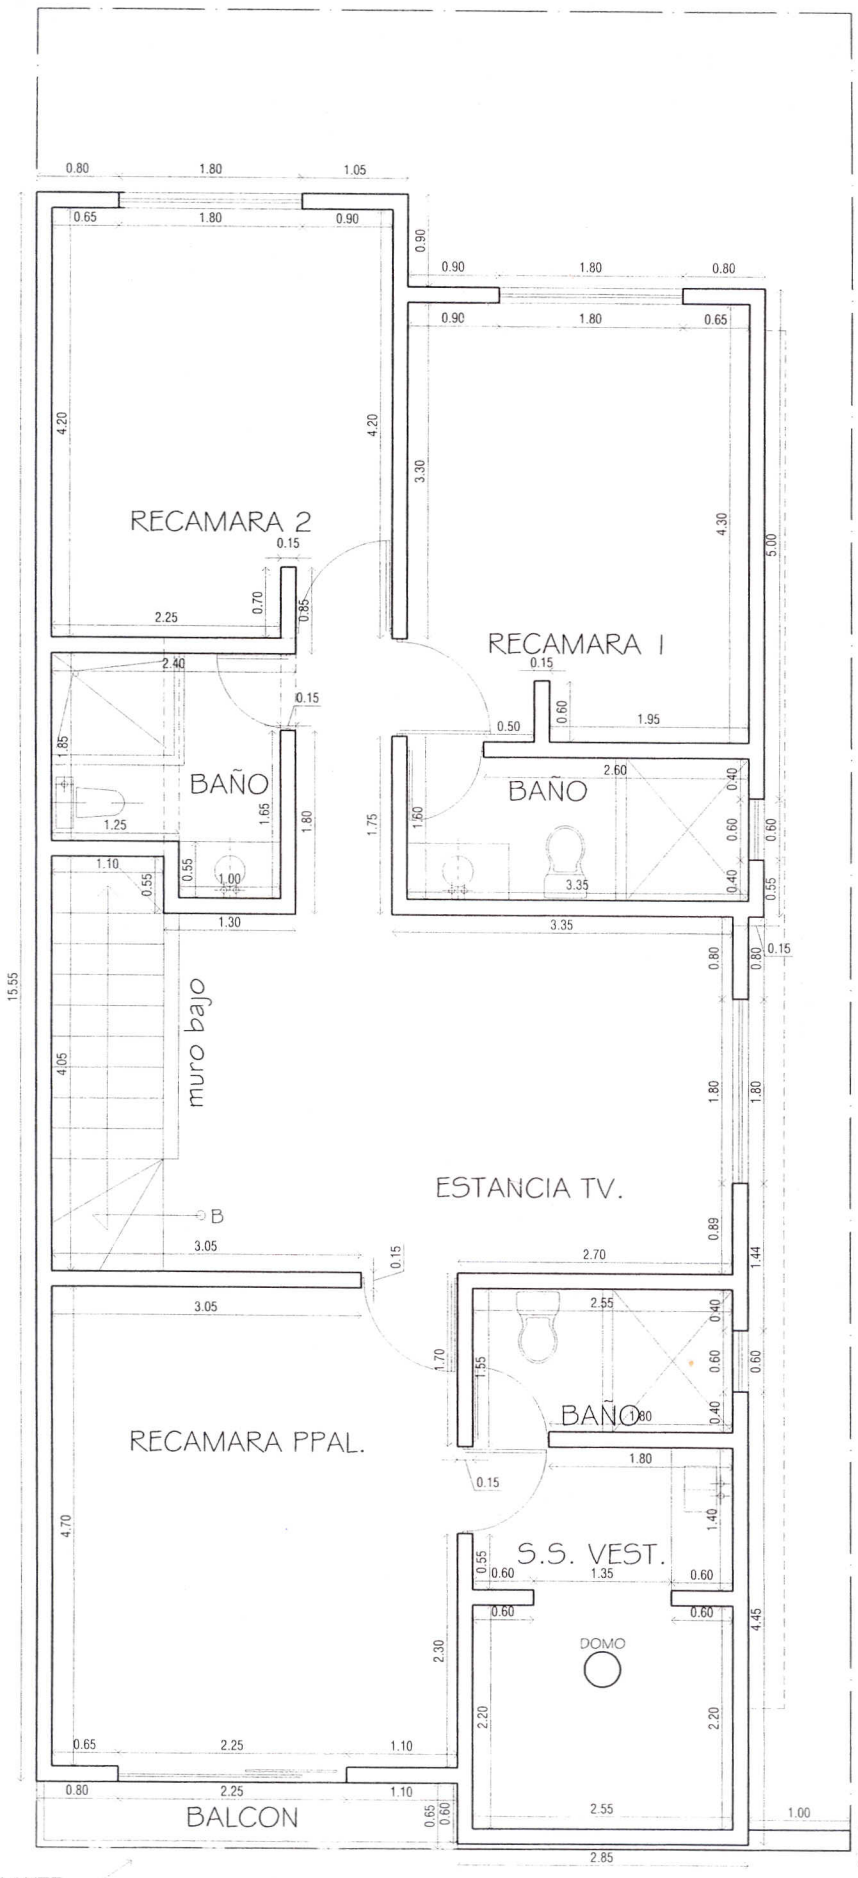 0.80 1.80 1.05
0.65 1.80 0.90
0.90
0.90 1.80 0.80
0.90 1.80 0.65
4.20 4.20 3.30 4.30 5.00
RECAMARA 2
0.15
0.70 0.85
2.25
RECAMARA 1
2.40
0.15
0.15
0.60
0.50 1.95
1.85
BAÑO
1.65 1.80 1.75 1.60
2.60
BAÑO
0.40
0.60 0.60
0.40 0.55
1.25
1.10
0.55 0.55
1.00
3.35
1.30
3.35
0.15
0.80 0.80
15.55
muro bajo
4.05
1.80 1.80
ESTANCIA TV.
B
0.89 1.44
3.05
0.15
2.70
3.05
2.55
0.40
1.70 1.55
0.60 0.60
0.40
BAÑO
1.80
RECAMARA PPAL.
1.80
0.15
4.70
1.40
S.S. VEST.
0.55
0.60 1.35 0.60
0.60 0.60
4.45
DOMO
2.30
2.20 2.20
0.65 2.25 1.10
0.80 2.25 1.10
BALCON
0.65 0.60
2.55
1.00
2.85